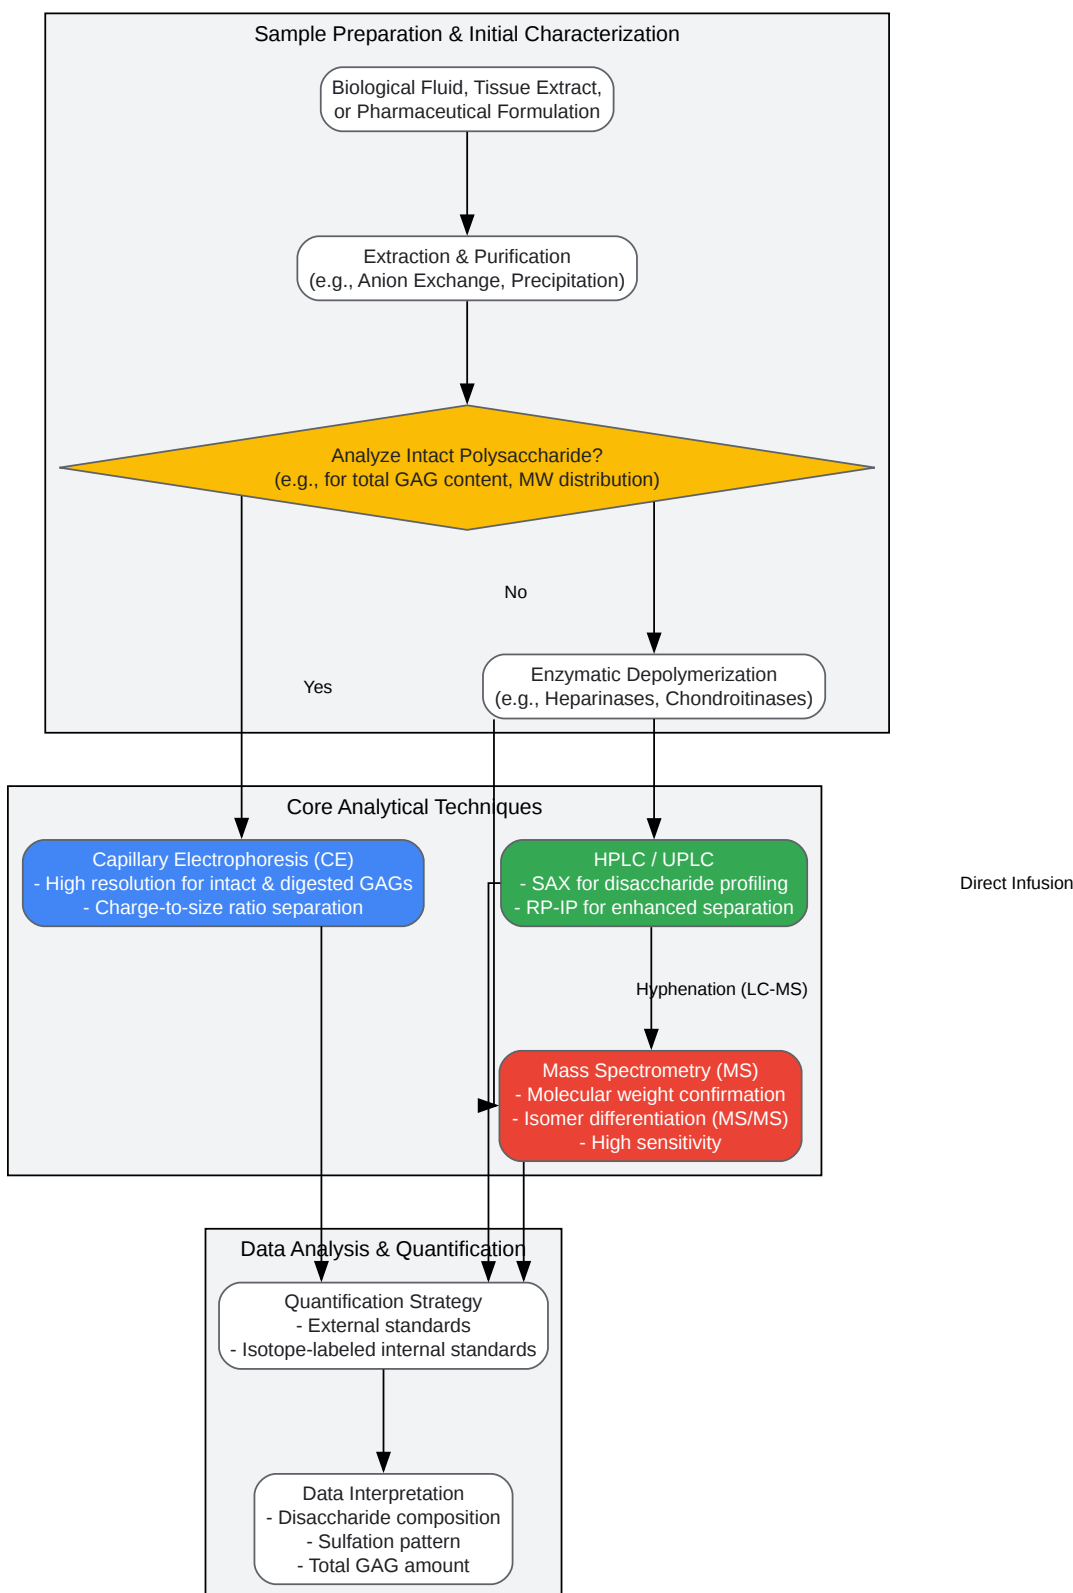 Sample Preparation & Initial Characterization
Biological Fluid, Tissue Extract,
or Pharmaceutical Formulation
Extraction & Purification
(e.g., Anion Exchange, Precipitation)
Analyze Intact Polysaccharide?
(e.g., for total GAG content, MW distribution)
No
Enzymatic Depolymerization
(e.g., Heparinases, Chondroitinases)
Yes
Core Analytical Techniques
Capillary Electrophoresis (CE)
- High resolution for intact & digested GAGs
- Charge-to-size ratio separation
HPLC / UPLC
- SAX for disaccharide profiling
- RP-IP for enhanced separation
Direct Infusion
Hyphenation (LC-MS)
Mass Spectrometry (MS)
- Molecular weight confirmation
- Isomer differentiation (MS/MS)
- High sensitivity
Data Analysis & Quantification
Quantification Strategy
- External standards
- Isotope-labeled internal standards
Data Interpretation
- Disaccharide composition
- Sulfation pattern
- Total GAG amount